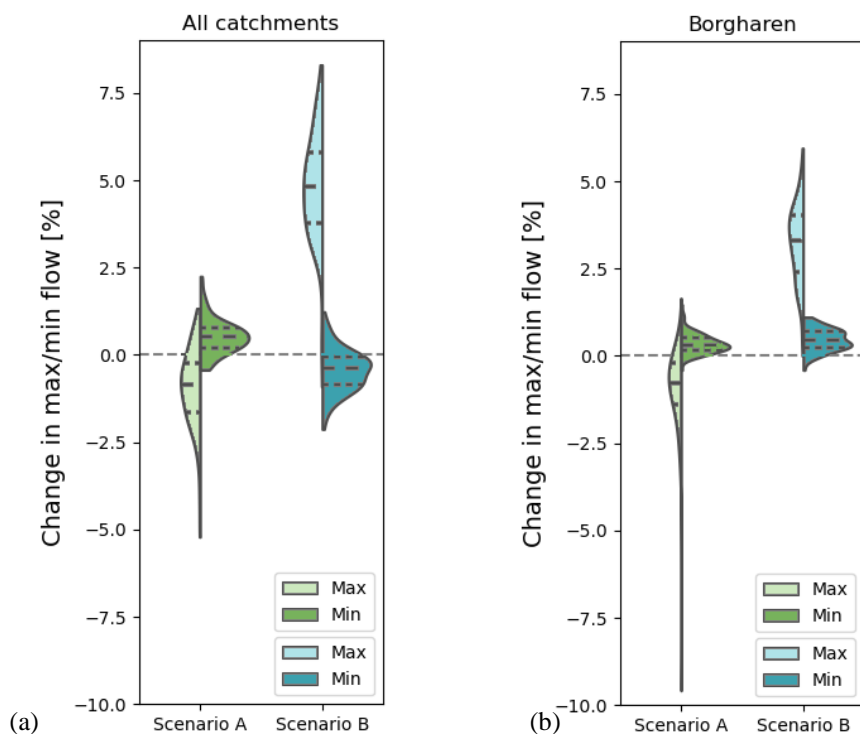 All catchments
Change in max/min flow [%]
7.5
5.0
2.5
0.0
−2.5
−5.0
−7.5
−10.0
Max
Min
Max
Min
Scenario A Scenario B
(a)
Borgharen
Change in max/min flow [%]
7.5
5.0
2.5
0.0
−2.5
−5.0
−7.5
−10.0
Max
Min
Max
Min
Scenario A Scenario B
(b)